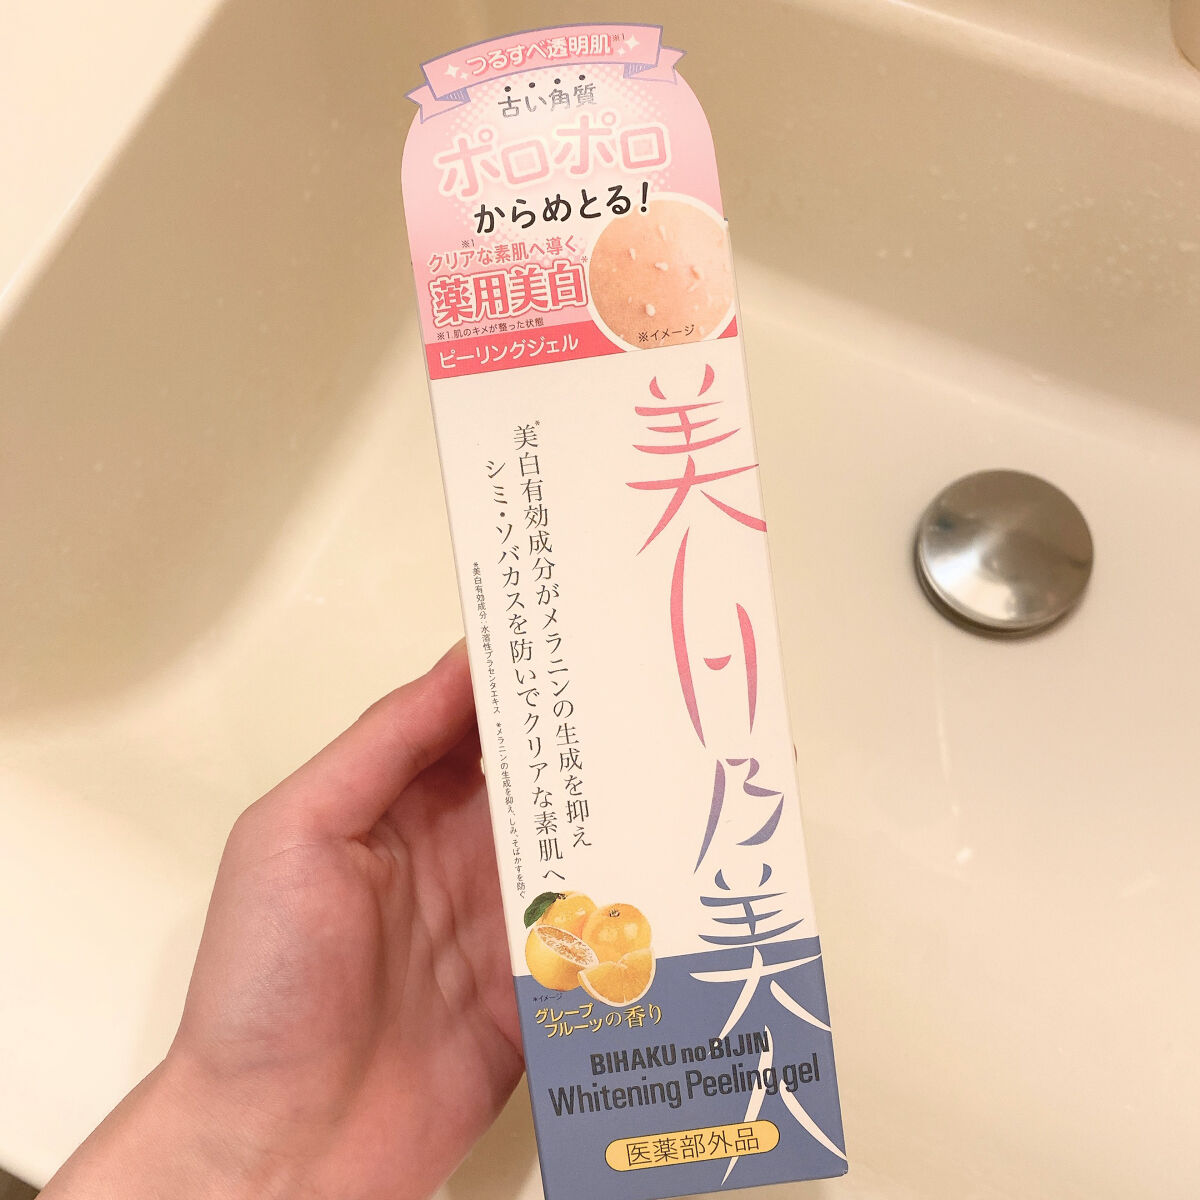 つるすべ透明肌※1
古い角質
ポロポロ
からめとる!
※1
クリアな素肌へ導く
薬用美白*
※1 肌のキメが整った状態
ピーリングジェル
※イメージ
美白乃美人
美*白有効成分がメラニンの生成を抑え
シミ・ソバカスを防いでクリアな素肌へ
*美白有効成分:水溶性プラセンタエキス *メラニンの生成を抑え、しみ、そばかすを防ぐ
*イメージ
グレープ
フルーツの香り
BIHAKU no BIJIN
Whitening Peeling gel
医薬部外品